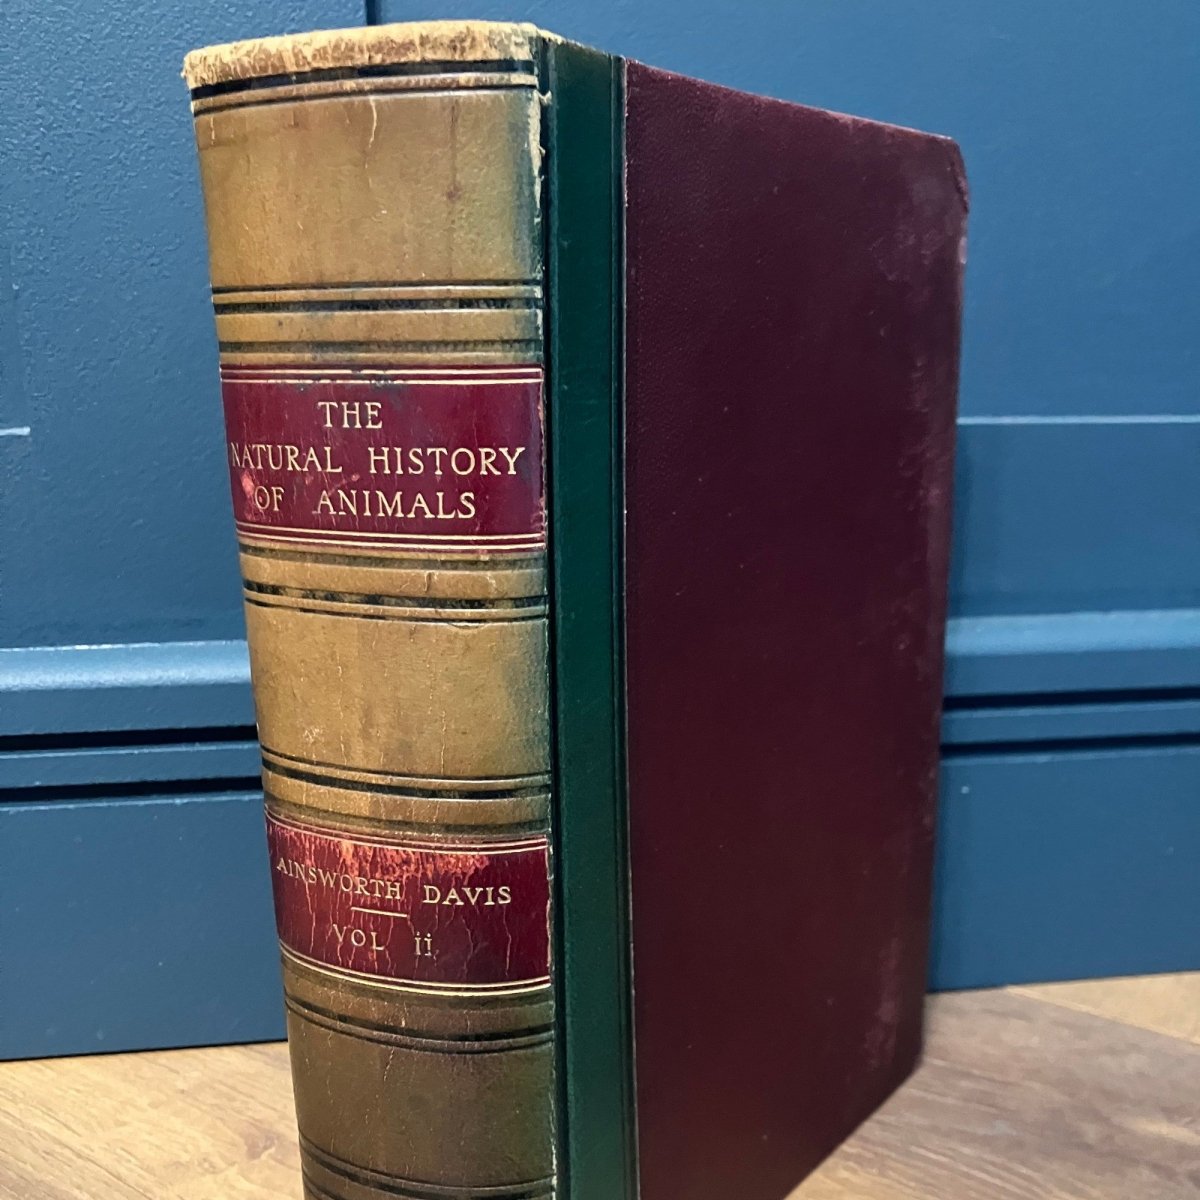 THE
NATURAL HISTORY
OF ANIMALS
AINSWORTH DAVIS
VOL ii